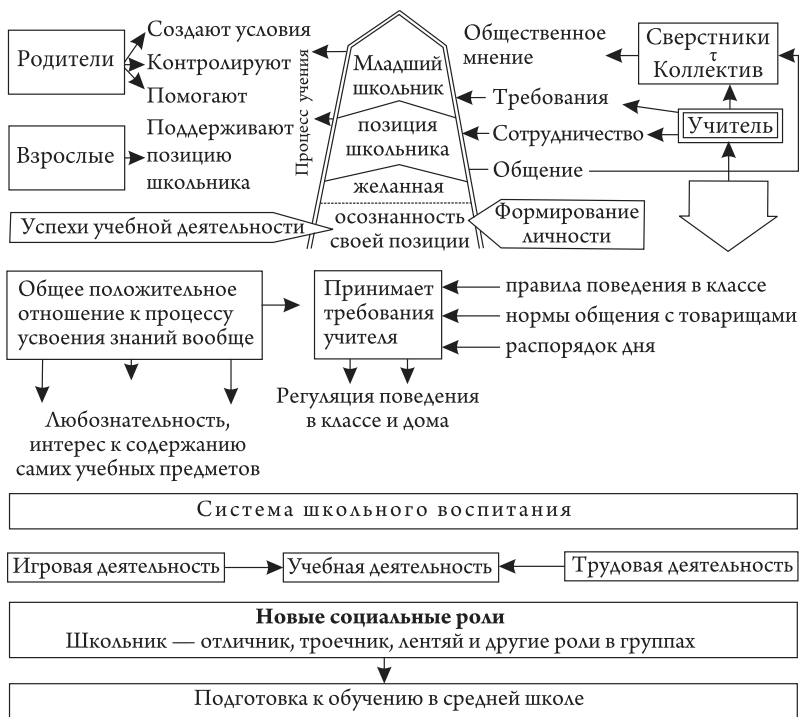 Родители
Создают условия
Контролируют
Помогают
Взрослые
Поддерживают
позицию
школьника
Процесс учения
Младший
школьник
позиция
школьника
желанная
осознанность
своей позиции
Общественное
мнение
Требования
Сотрудничество
Общение
Сверстники
τ
Коллектив
Учитель
Успехи учебной деятельности
Формирование
личности
Общее положительное
отношение к процессу
усвоения знаний вообще
Принимает
требования
учителя
правила поведения в классе
нормы общения с товарищами
распорядок дня
Любознательность,
интерес к содержанию
самих учебных предметов
Регуляция поведения
в классе и дома
Система школьного воспитания
Игровая деятельность
Учебная деятельность
Трудовая деятельность
Новые социальные роли
Школьник — отличник, троечник, лентяй и другие роли в группах
Подготовка к обучению в средней школе